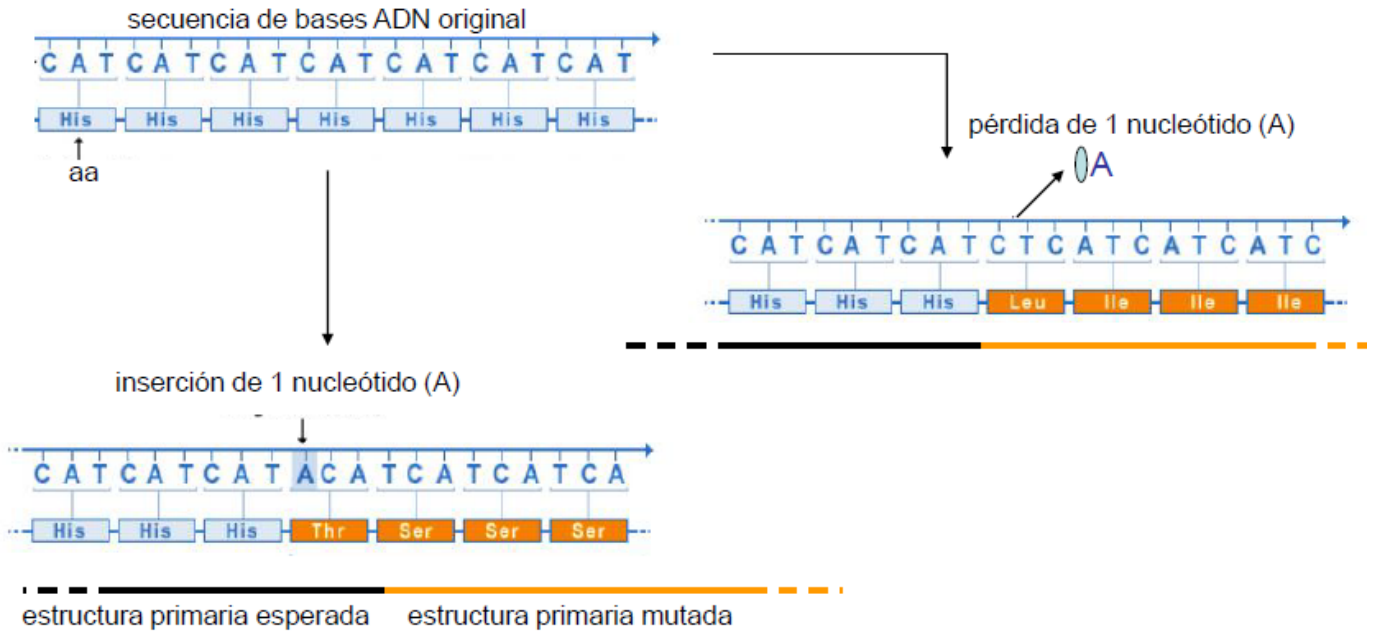 secuencia de bases ADN original
C A T C A T C A T C A T C A T C A T C A T
His His His His His His His
aa
pérdida de 1 nucleótido (A)
A
C A T C A T C A T C T C A T C A T C A T C
His His His Leu Ile Ile Ile
inserción de 1 nucleótido (A)
C A T C A T C A T A C A T C A T C A T C A
His His His Thr Ser Ser Ser
estructura primaria esperada estructura primaria mutada